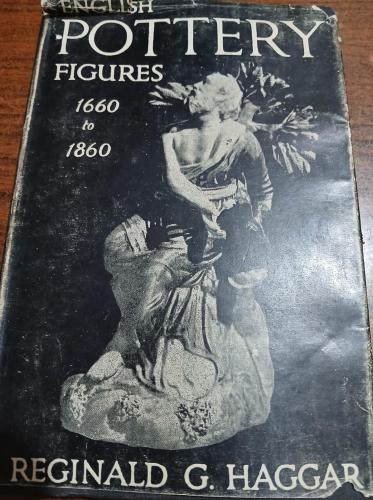 ENGLISH
POTTERY
FIGURES
1660
to
1860
REGINALD G. HAGGAR